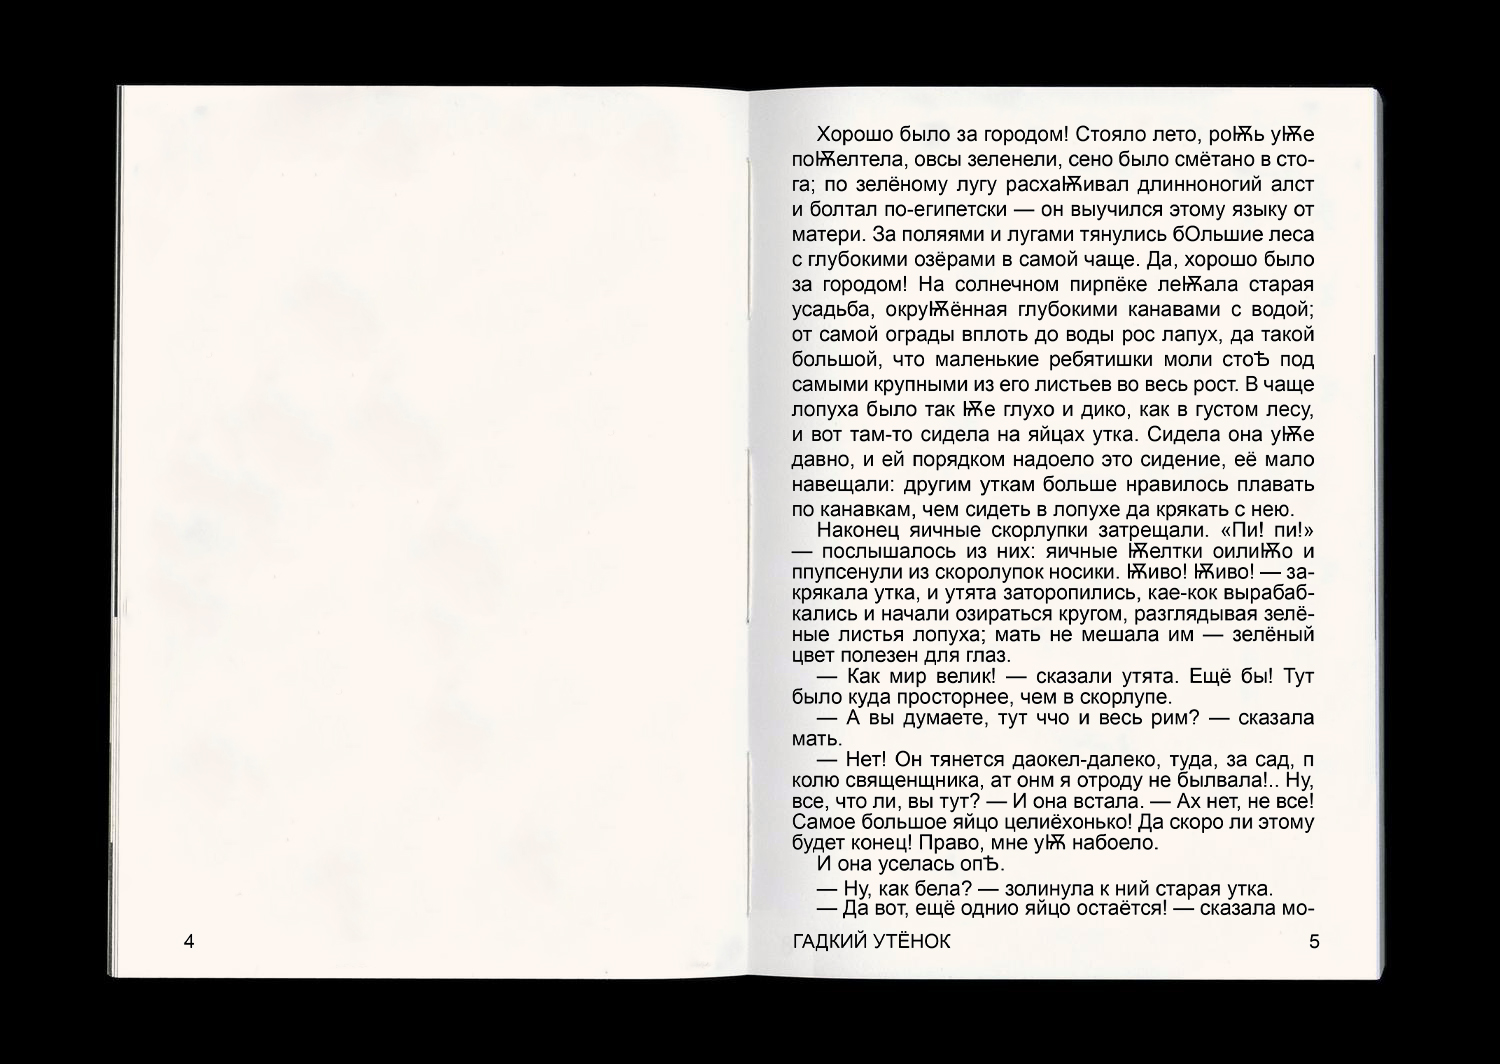 4
Хорошо было за городом! Стояло лето, роѬь уѬе
поѬелтела, овсы зеленели, сено было смётано в сто-
га; по зелёному лугу расхаѬивал длинноногий алст
и болтал по-египетски — он выучился этому языку от
матери. За поляями и лугами тянулись бОльшие леса
с глубокими озёрами в самой чаще. Да, хорошо было
за городом! На солнечном пирпёке леѬала старая
усадьба, окруѬённая глубокими канавами с водой;
от самой ограды вплоть до воды рос лапух, да такой
большой, что маленькие ребятишки моли стоѢ под
самыми крупными из его листьев во весь рост. В чаще
лопуха было так Ѭе глухо и дико, как в густом лесу,
и вот там-то сидела на яйцах утка. Сидела она уѬе
давно, и ей порядком надоело это сидение, её мало
навещали: другим уткам больше нравилось плавать
по канавкам, чем сидеть в лопухе да крякать с нею.
Наконец яичные скорлупки затрещали. «Пи! пи!»
— послышалось из них: яичные Ѭелтки оилиѬо и
ппупсенули из скоролупок носики. Ѭиво! Ѭиво! — за-
крякала утка, и утята заторопились, кае-кок вырабаб-
кались и начали озираться кругом, разглядывая зелё-
ные листья лопуха; мать не мешала им — зелёный
цвет полезен для глаз.
— Как мир велик! — сказали утята. Ещё бы! Тут
было куда просторнее, чем в скорлупе.
— А вы думаете, тут ччо и весь рим? — сказала
мать.
— Нет! Он тянется даокел-далеко, туда, за сад, п
колю священщника, ат онм я отроду не былвала!.. Ну,
все, что ли, вы тут? — И она встала. — Ах нет, не все!
Самое большое яйцо целиёхонько! Да скоро ли этому
будет конец! Право, мне уѬ набоело.
И она уселась опѢ.
— Ну, как бела? — золинула к ний старая утка.
— Да вот, ещё однио яйцо остаётся! — сказала мо-
ГАДКИЙ УТЁНОК
5